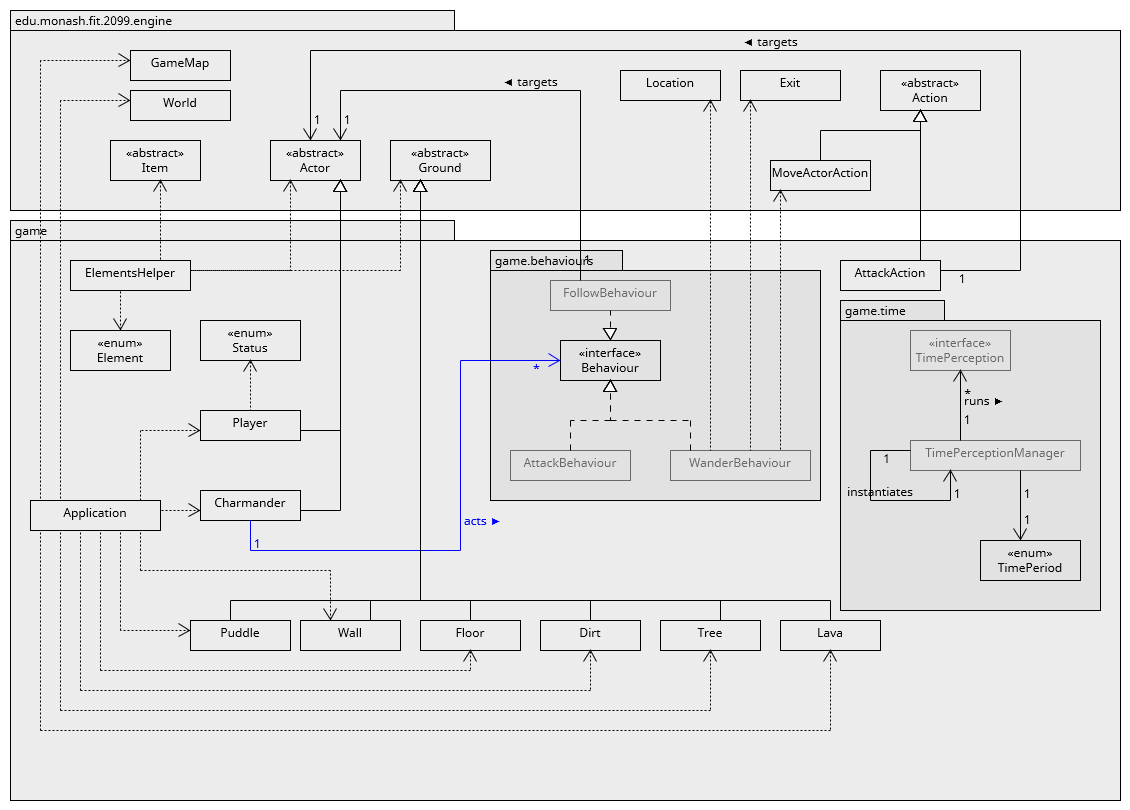 edu.monash.fit.2099.engine
◄ targets
GameMap
◄ targets
Location
Exit
«abstract»
Action
World
1
1
«abstract»
Item
«abstract»
Actor
«abstract»
Ground
MoveActorAction
game
game.behaviours
1
ElementsHelper
AttackAction
1
FollowBehaviour
game.time
«enum»
Element
«enum»
Status
«interface»
Behaviour
*
«interface»
TimePerception
*
runs ►
1
Player
AttackBehaviour
WanderBehaviour
TimePerceptionManager
1
instantiates
1
1
1
Charmander
Application
acts ►
1
«enum»
TimePeriod
Puddle
Wall
Floor
Dirt
Tree
Lava